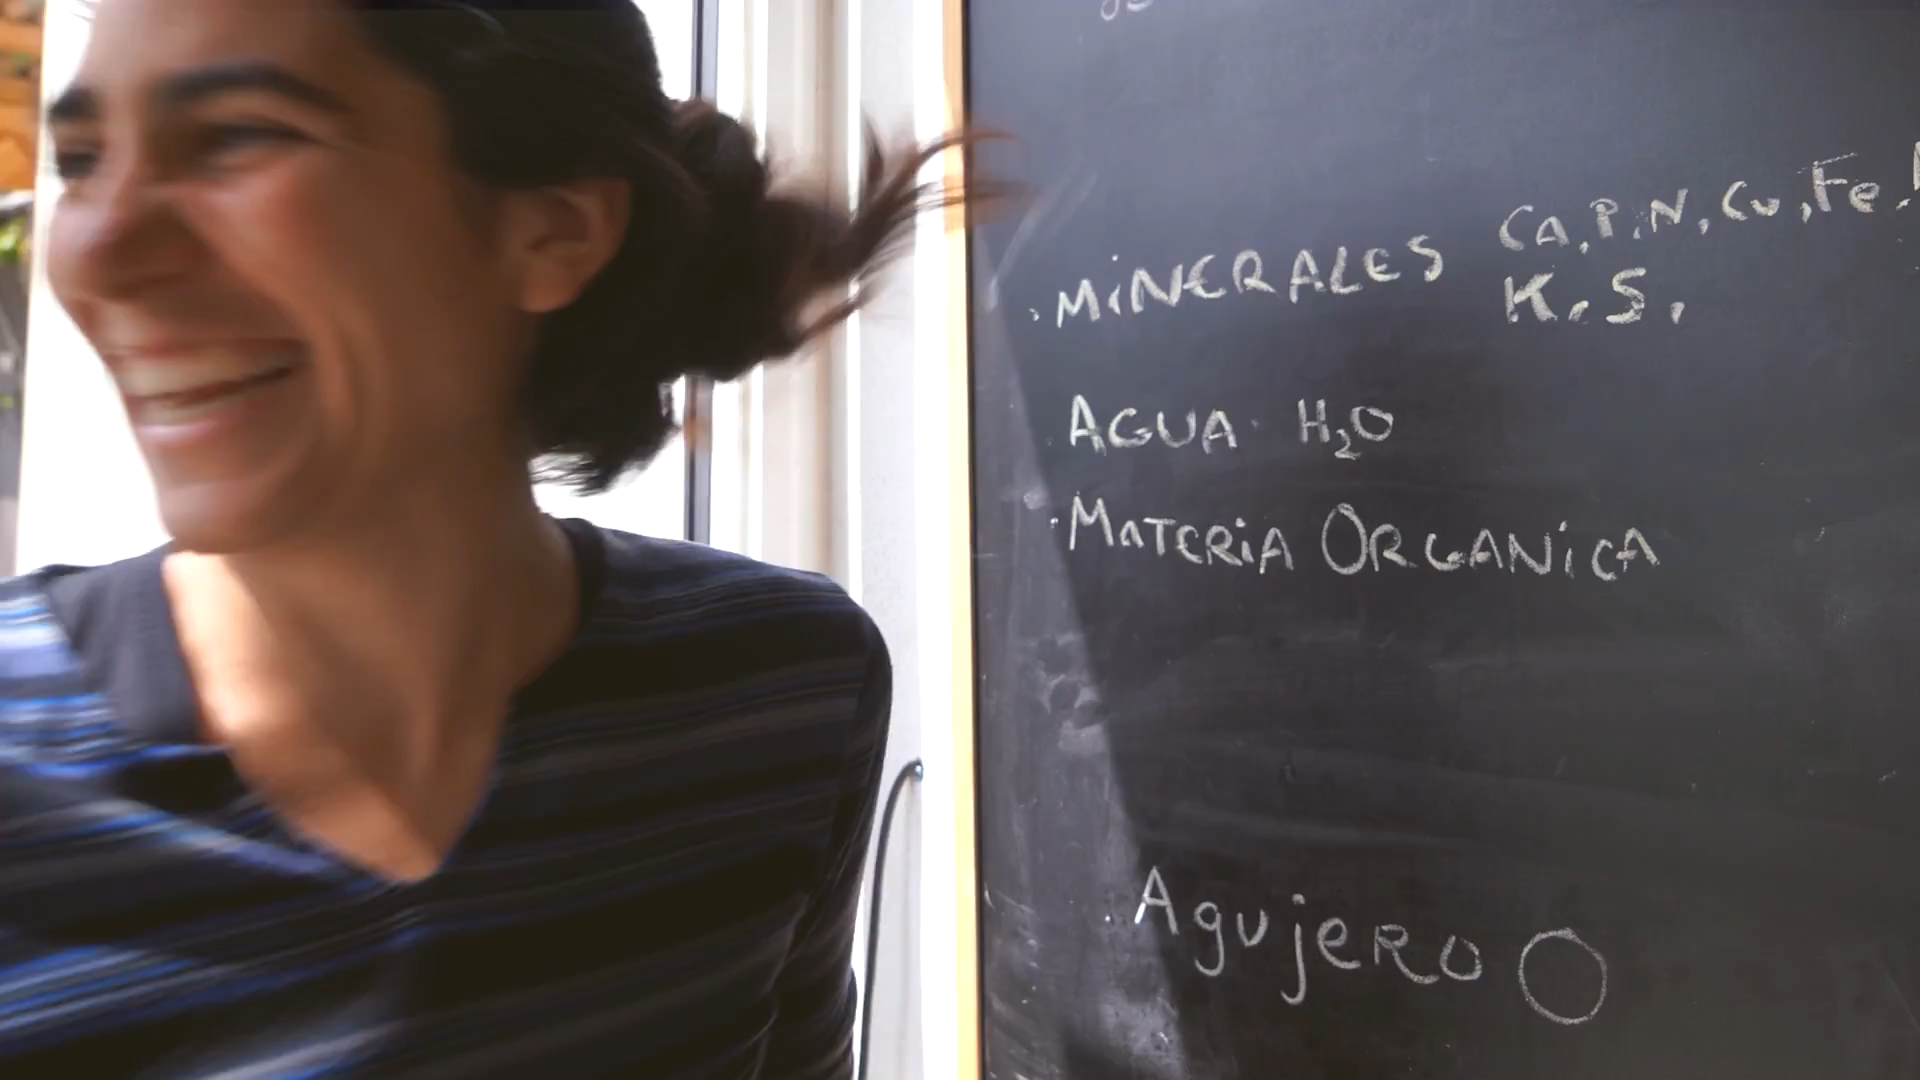 Ca, P, N, Cu, Fe,
· MiNERALES
K, S,
AGUA · H₂O
· MaTERiA ORGANiCA
· AgujeRo